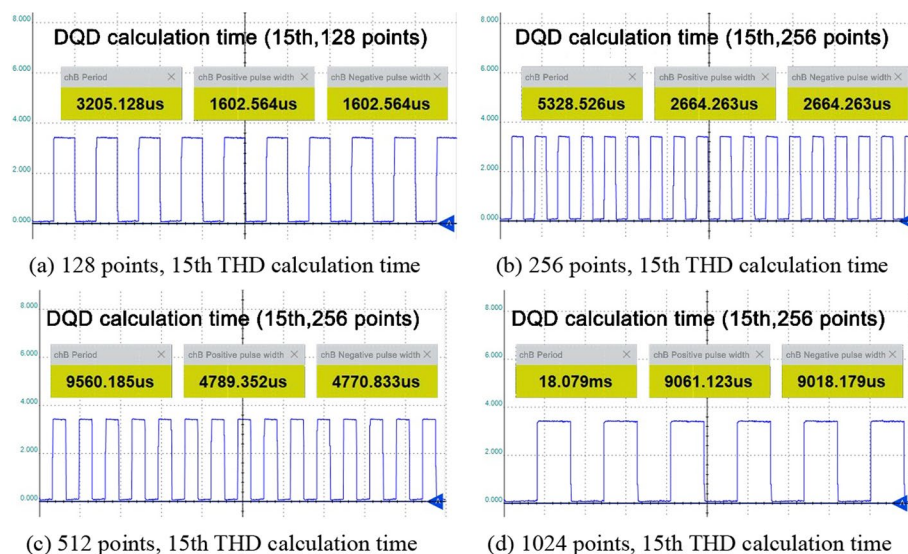 8.000
DQD calculation time (15th,128 points)
6.000
chB Period × chB Positive pulse width × chB Negative pulse width ×
3205.128us 1602.564us 1602.564us
4.000
2.000
0.000
(a) 128 points, 15th THD calculation time
8.000
DQD calculation time (15th,256 points)
6.000
chB Period × chB Positive pulse width × chB Negative pulse width ×
5328.526us 2664.263us 2664.263us
4.000
2.000
0.000
(b) 256 points, 15th THD calculation time
8.000
DQD calculation time (15th,256 points)
6.000
chB Period × chB Positive pulse width × chB Negative pulse width ×
9560.185us 4789.352us 4770.833us
4.000
2.000
0.000
(c) 512 points, 15th THD calculation time
8.000
DQD calculation time (15th,256 points)
6.000
chB Period × chB Positive pulse width × chB Negative pulse width ×
18.079ms 9061.123us 9018.179us
4.000
2.000
0.000
(d) 1024 points, 15th THD calculation time